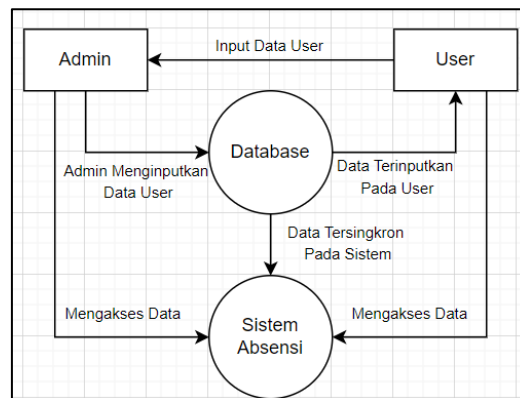 Input Data User
Admin
User
Database
Admin Menginputkan
Data User
Data Terinputkan
Pada User
Data Tersingkron
Pada Sistem
Mengakses Data
Sistem
Absensi
Mengakses Data